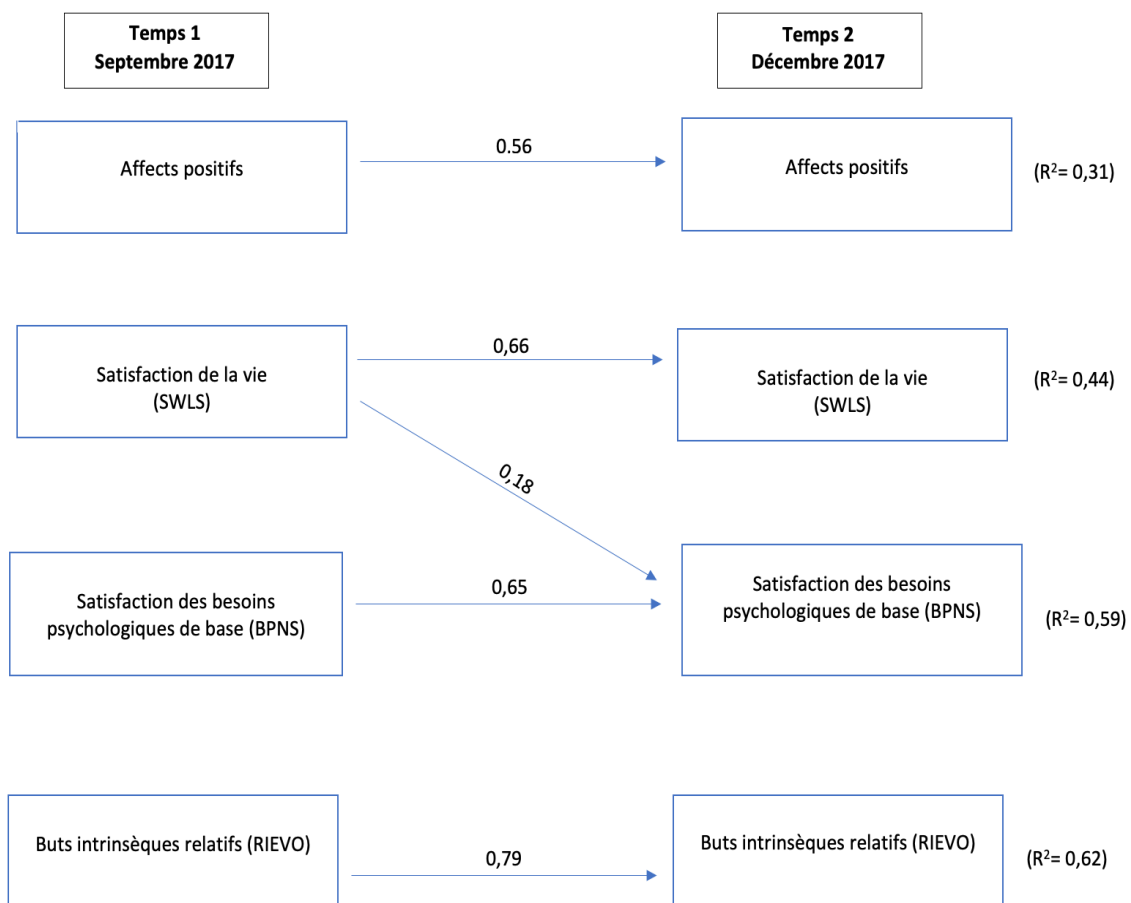 Temps 1
Septembre 2017
Temps 2
Décembre 2017
Affects positifs
0.56
Affects positifs
(R²= 0,31)
Satisfaction de la vie
(SWLS)
0,66
Satisfaction de la vie
(SWLS)
(R²= 0,44)
0,18
Satisfaction des besoins
psychologiques de base (BPNS)
0,65
Satisfaction des besoins
psychologiques de base (BPNS)
(R²= 0,59)
Buts intrinsèques relatifs (RIEVO)
0,79
Buts intrinsèques relatifs (RIEVO)
(R²= 0,62)